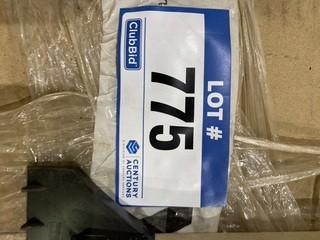 LOT #
775
ClubBid
CENTURY
AUCTIONS